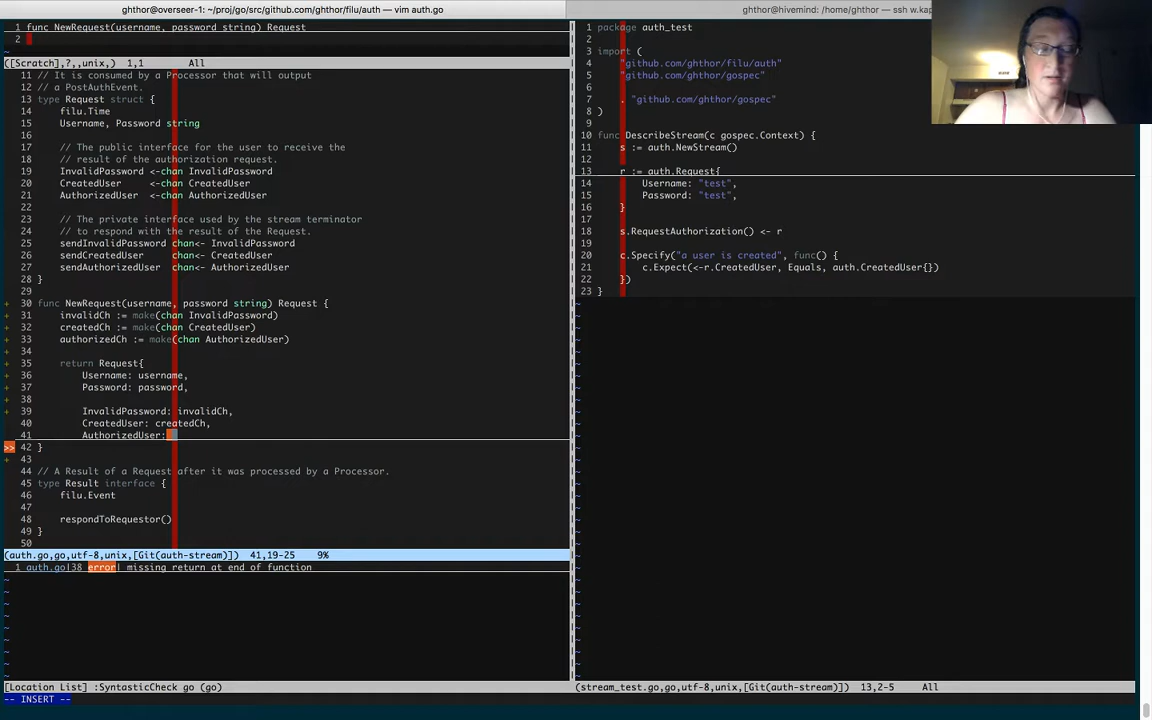 ghthor@overseer-1: ~/proj/go/src/github.com/ghthor/filu/auth — vim auth.go
ghthor@hivemind: /home/ghthor — ssh w.kap
1 func NewRequest(username, password string) Request
2
~
([Scratch],?,,unix,) 1,1 All
11 // It is consumed by a Processor that will output
12 // a PostAuthEvent.
13 type Request struct {
14 filu.Time
15 Username, Password string
16
17 // The public interface for the user to receive the
18 // result of the authorization request.
19 InvalidPassword <-chan InvalidPassword
20 CreatedUser <-chan CreatedUser
21 AuthorizedUser <-chan AuthorizedUser
22
23 // The private interface used by the stream terminator
24 // to respond with the result of the Request.
25 sendInvalidPassword chan<- InvalidPassword
26 sendCreatedUser chan<- CreatedUser
27 sendAuthorizedUser chan<- AuthorizedUser
28 }
29
+ 30 func NewRequest(username, password string) Request {
+ 31 invalidCh := make(chan InvalidPassword)
+ 32 createdCh := make(chan CreatedUser)
+ 33 authorizedCh := make(chan AuthorizedUser)
+ 34
+ 35 return Request{
+ 36 Username: username,
+ 37 Password: password,
+ 38
+ 39 InvalidPassword: invalidCh,
40 CreatedUser: createdCh,
41 AuthorizedUser:
>> 42 }
+ 43
44 // A Result of a Request after it was processed by a Processor.
45 type Result interface {
46 filu.Event
47
48 respondToRequestor()
49 }
50
(auth.go,go,utf-8,unix,[Git(auth-stream)]) 41,19-25 9%
1 auth.go|38 error| missing return at end of function
~
~
~
~
~
~
~
~
~
[Location List] :SyntasticCheck go (go)
-- INSERT --
1 package auth_test
2
3 import (
4 "github.com/ghthor/filu/auth"
5 "github.com/ghthor/gospec"
6
7 . "github.com/ghthor/gospec"
8 )
9
10 func DescribeStream(c gospec.Context) {
11 s := auth.NewStream()
12
13 r := auth.Request{
14 Username: "test",
15 Password: "test",
16 }
17
18 s.RequestAuthorization() <- r
19
20 c.Specify("a user is created", func() {
21 c.Expect(<-r.CreatedUser, Equals, auth.CreatedUser{})
22 })
23 }
(stream_test.go,go,utf-8,unix,[Git(auth-stream)]) 13,2-5 All